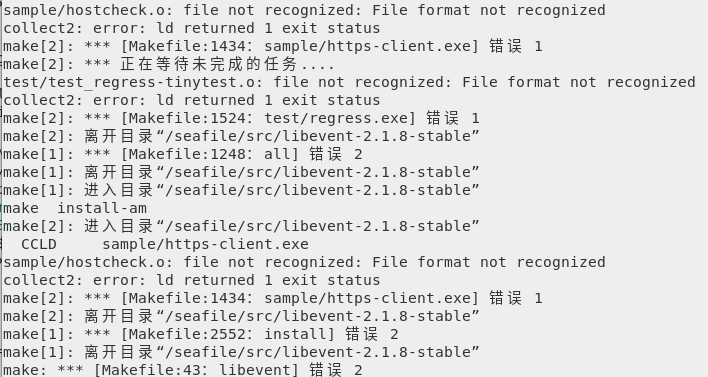 sample/hostcheck.o: file not recognized: File format not recognized
collect2: error: ld returned 1 exit status
make[2]: *** [Makefile:1434：sample/https-client.exe] 错误 1
make[2]: *** 正在等待未完成的任务....
test/test_regress-tinytest.o: file not recognized: File format not recognized
collect2: error: ld returned 1 exit status
make[2]: *** [Makefile:1524：test/regress.exe] 错误 1
make[2]: 离开目录“/seafile/src/libevent-2.1.8-stable”
make[1]: *** [Makefile:1248：all] 错误 2
make[1]: 离开目录“/seafile/src/libevent-2.1.8-stable”
make[1]: 进入目录“/seafile/src/libevent-2.1.8-stable”
make  install-am
make[2]: 进入目录“/seafile/src/libevent-2.1.8-stable”
  CCLD     sample/https-client.exe
sample/hostcheck.o: file not recognized: File format not recognized
collect2: error: ld returned 1 exit status
make[2]: *** [Makefile:1434：sample/https-client.exe] 错误 1
make[2]: 离开目录“/seafile/src/libevent-2.1.8-stable”
make[1]: *** [Makefile:2552：install] 错误 2
make[1]: 离开目录“/seafile/src/libevent-2.1.8-stable”
make: *** [Makefile:43：libevent] 错误 2